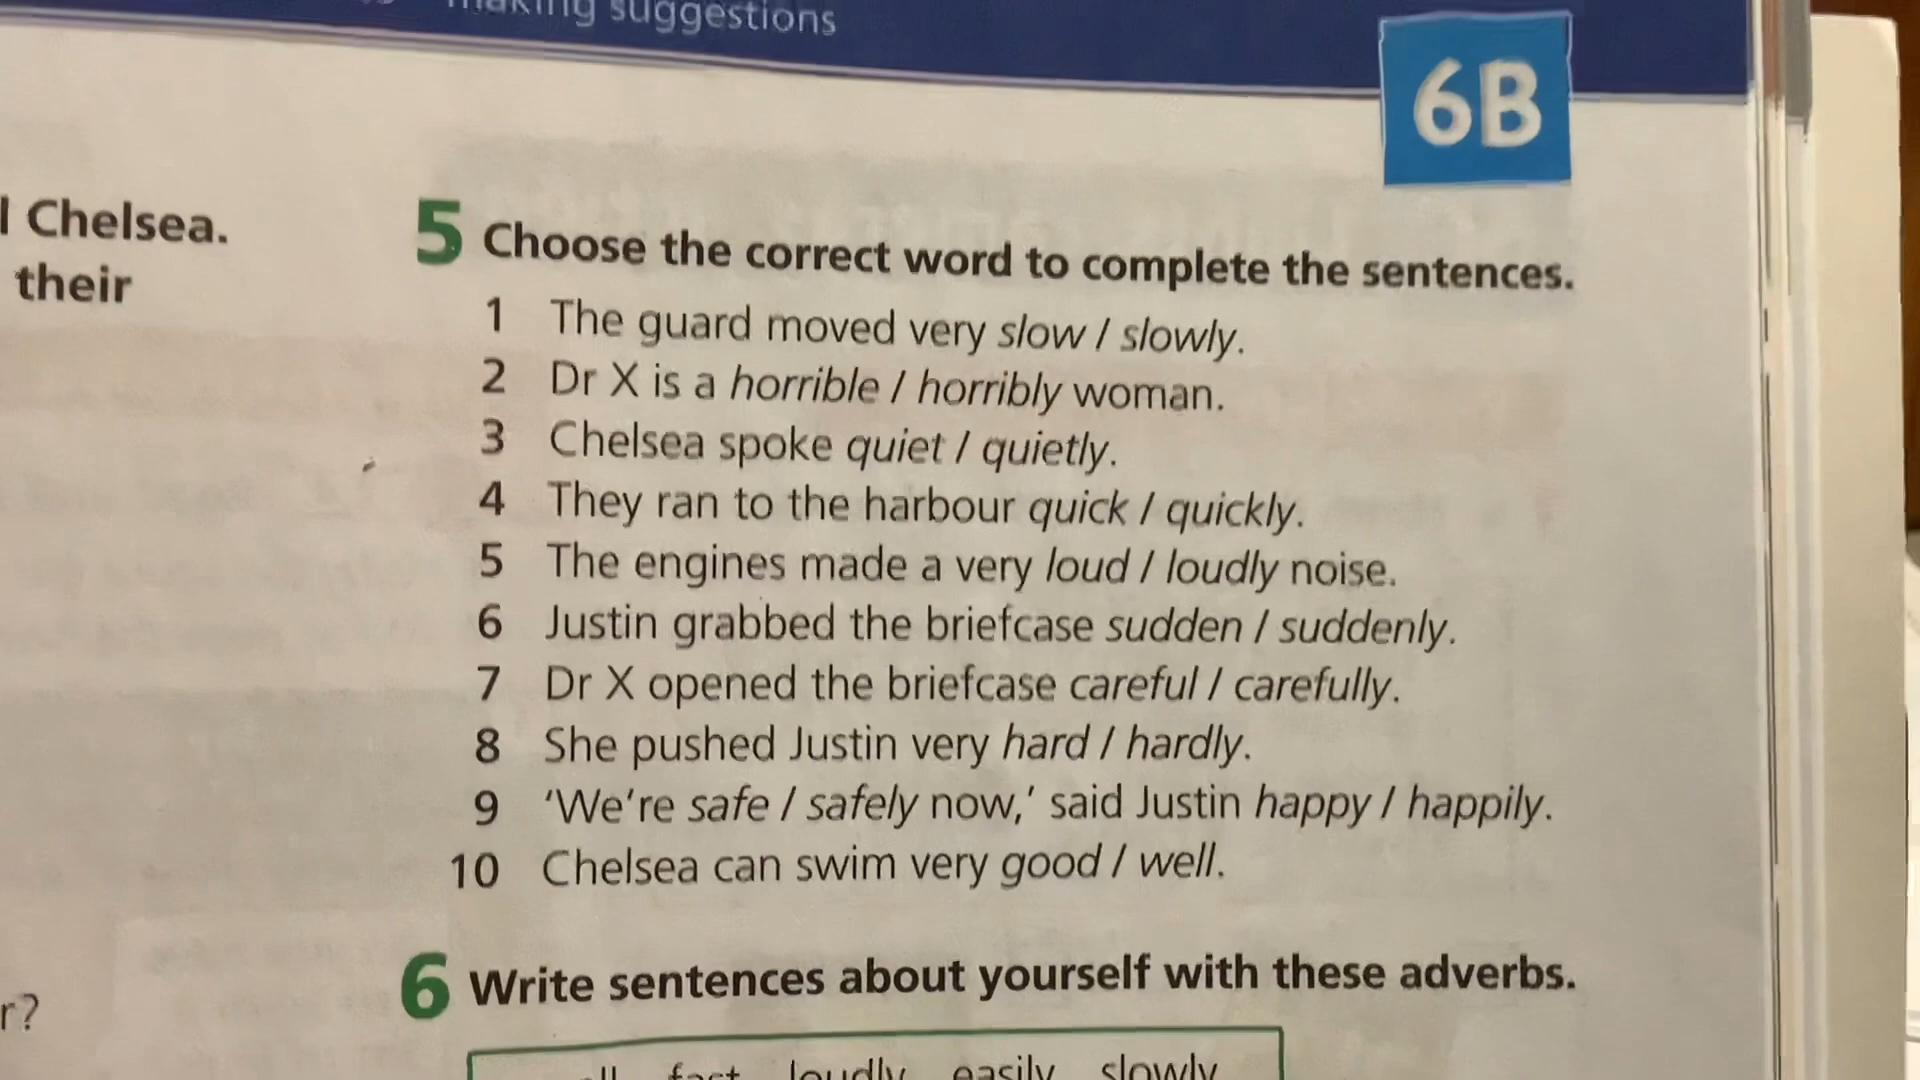 suggestions
6B
Chelsea.
their
5 Choose the correct word to complete the sentences.
1 The guard moved very slow / slowly.
2 Dr X is a horrible / horribly woman.
3 Chelsea spoke quiet / quietly.
4 They ran to the harbour quick / quickly.
5 The engines made a very loud / loudly noise.
6 Justin grabbed the briefcase sudden / suddenly.
7 Dr X opened the briefcase careful / carefully.
8 She pushed Justin very hard / hardly.
9 ‘We’re safe / safely now,’ said Justin happy / happily.
10 Chelsea can swim very good / well.
6 Write sentences about yourself with these adverbs.
r?
fast loudly easily slowly